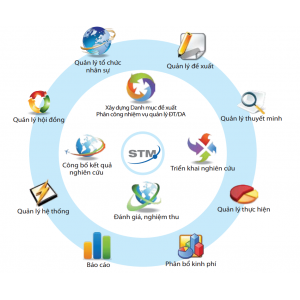 Quản lý tổ chức
nhân sự
Quản lý đề xuất
Xây dựng Danh mục đề xuất
Phân công nhiệm vụ quản lý ĐT/DA
Quản lý hội đồng
Quản lý thuyết minh
STM
Công bố kết quả
nghiên cứu
Triển khai nghiên cứu
Quản lý hệ thống
Đánh giá, nghiệm thu
Quản lý thực hiện
Báo cáo
Phân bổ kinh phí